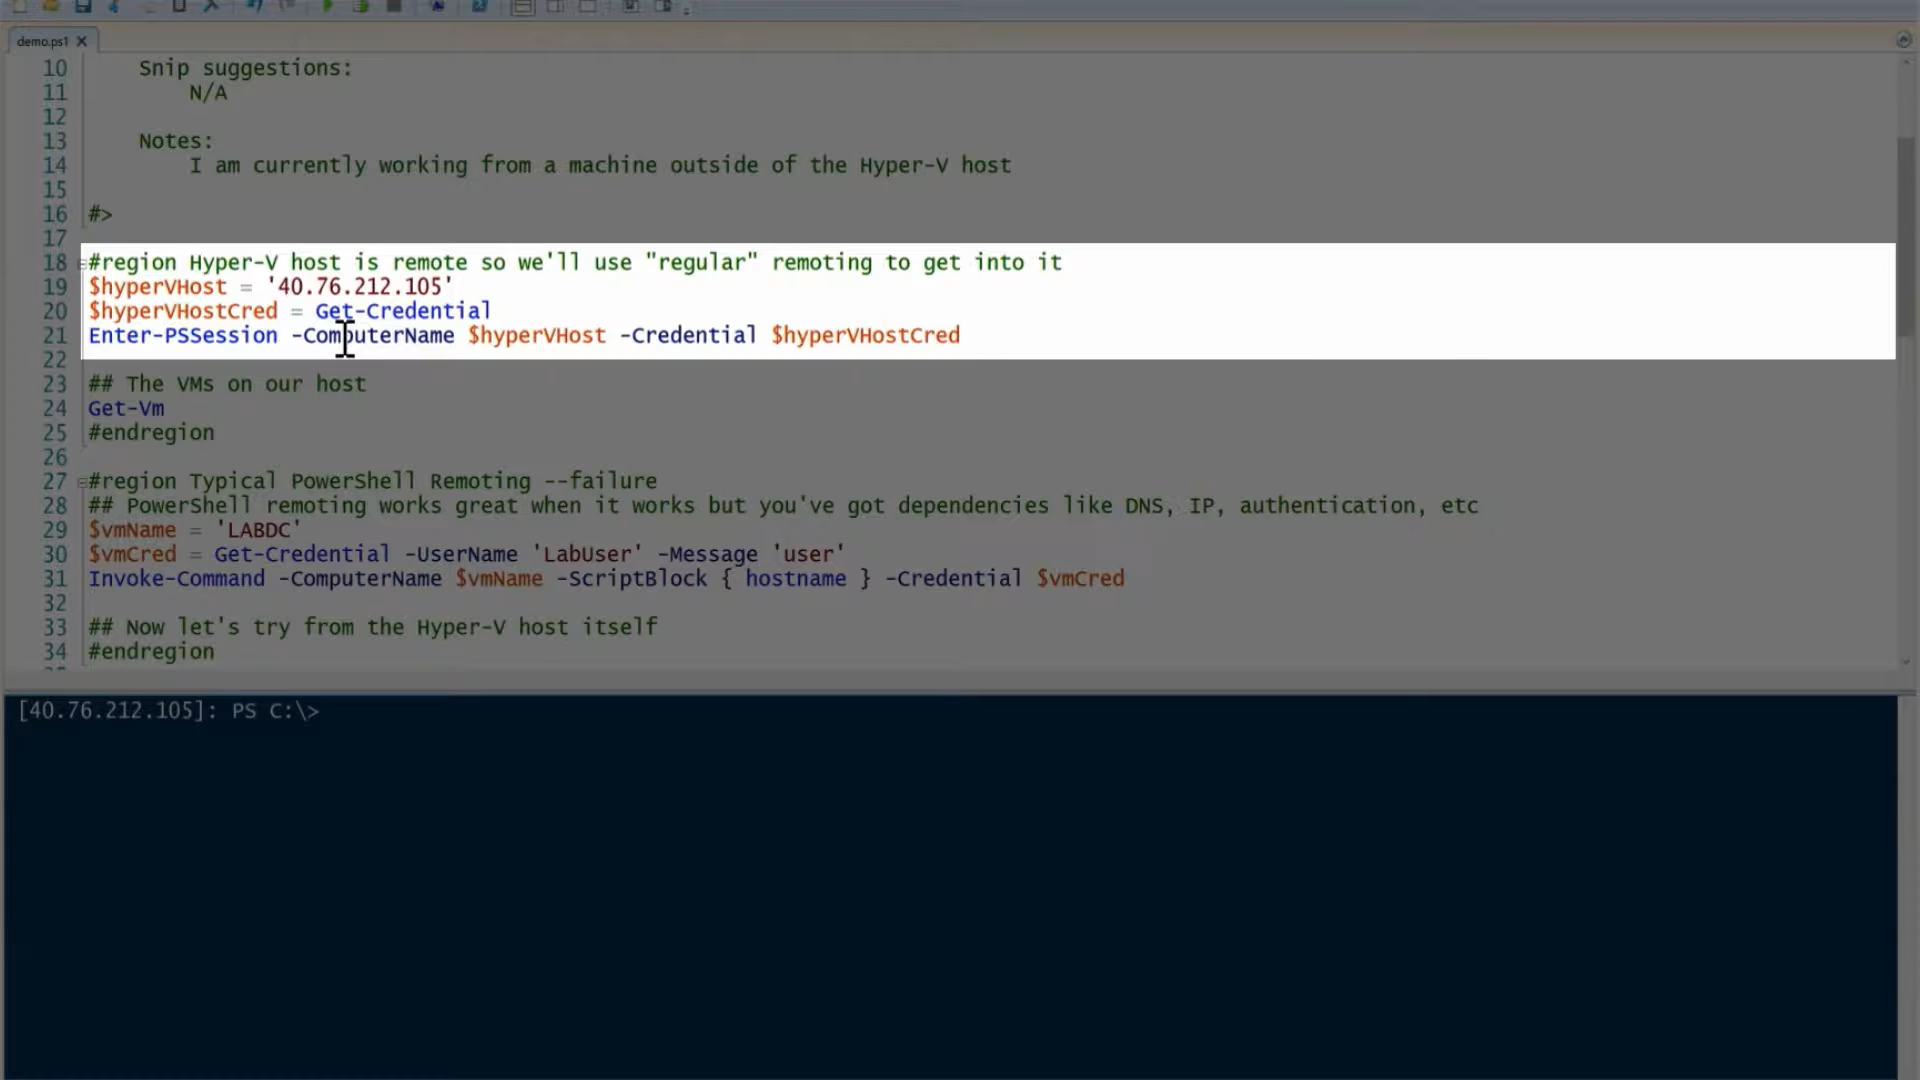 demo.ps1
10 Snip suggestions:
11 N/A
12
13 Notes:
14 I am currently working from a machine outside of the Hyper-V host
15
16 #>
17
18 #region Hyper-V host is remote so we'll use "regular" remoting to get into it
19 $hyperVHost = '40.76.212.105'
20 $hyperVHostCred = Get-Credential
21 Enter-PSSession -ComputerName $hyperVHost -Credential $hyperVHostCred
22
23 ## The VMs on our host
24 Get-Vm
25 #endregion
26
27 #region Typical PowerShell Remoting --failure
28 ## PowerShell remoting works great when it works but you've got dependencies like DNS, IP, authentication, etc
29 $vmName = 'LABDC'
30 $vmCred = Get-Credential -UserName 'LabUser' -Message 'user'
31 Invoke-Command -ComputerName $vmName -ScriptBlock { hostname } -Credential $vmCred
32
33 ## Now let's try from the Hyper-V host itself
34 #endregion
[40.76.212.105]: PS C:\>